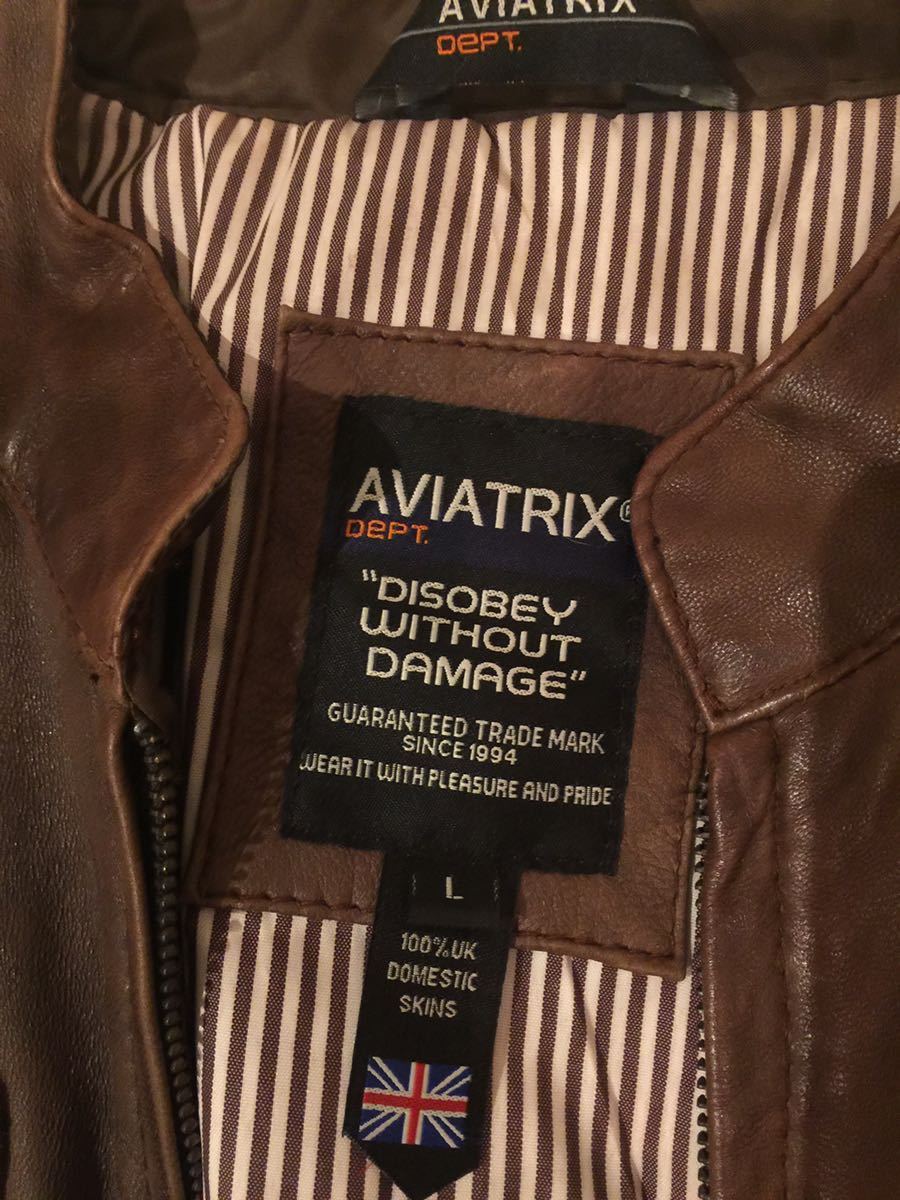 AVIATRIX
DEPT.
AVIATRIX®
DEPT.
"DISOBEY
WITHOUT
DAMAGE"
GUARANTEED TRADE MARK
SINCE 1994
WEAR IT WITH PLEASURE AND PRIDE
L
100% UK
DOMESTIC
SKINS